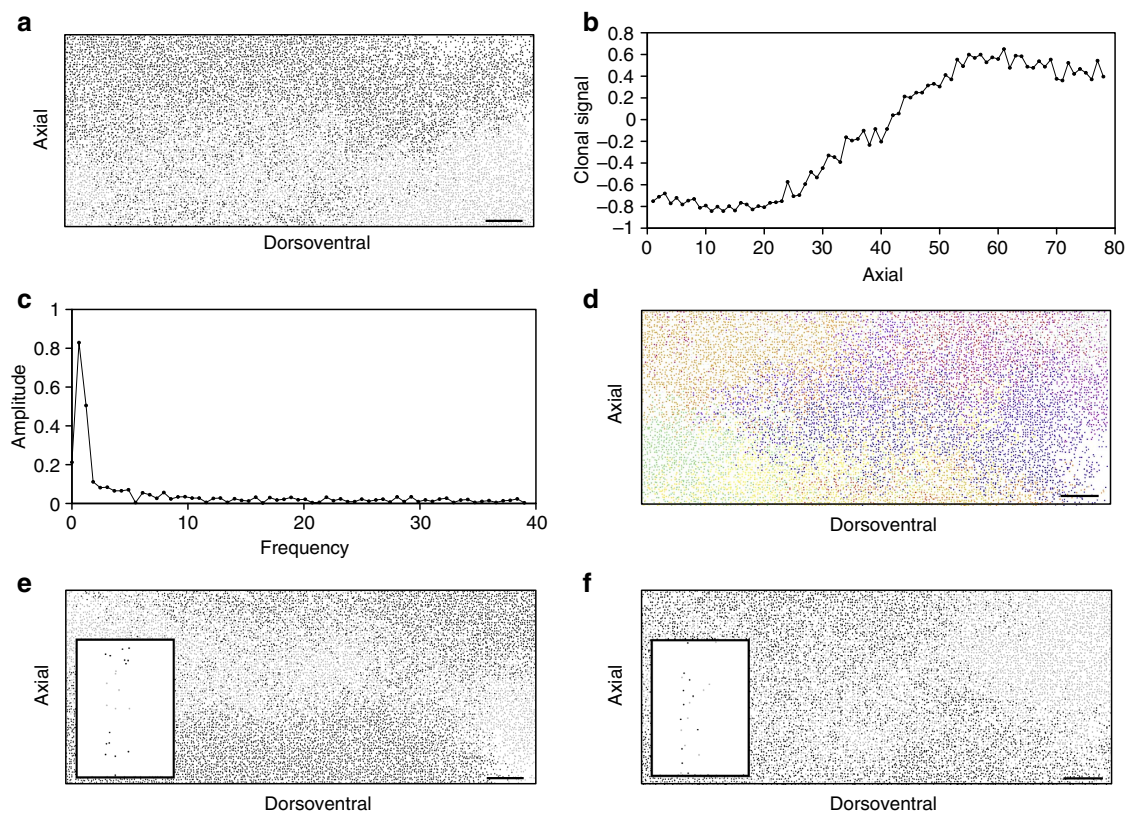 a
Axial
Dorsoventral
b
0.8
0.6
0.4
0.2
0
–0.2
–0.4
–0.6
–0.8
–1
Clonal signal
1 10 20 30 40 50 60 70 80
Axial
c
1
0.8
0.6
0.4
0.2
0
Amplitude
0 10 20 30 40
Frequency
d
Axial
Dorsoventral
e
Axial
Dorsoventral
f
Axial
Dorsoventral